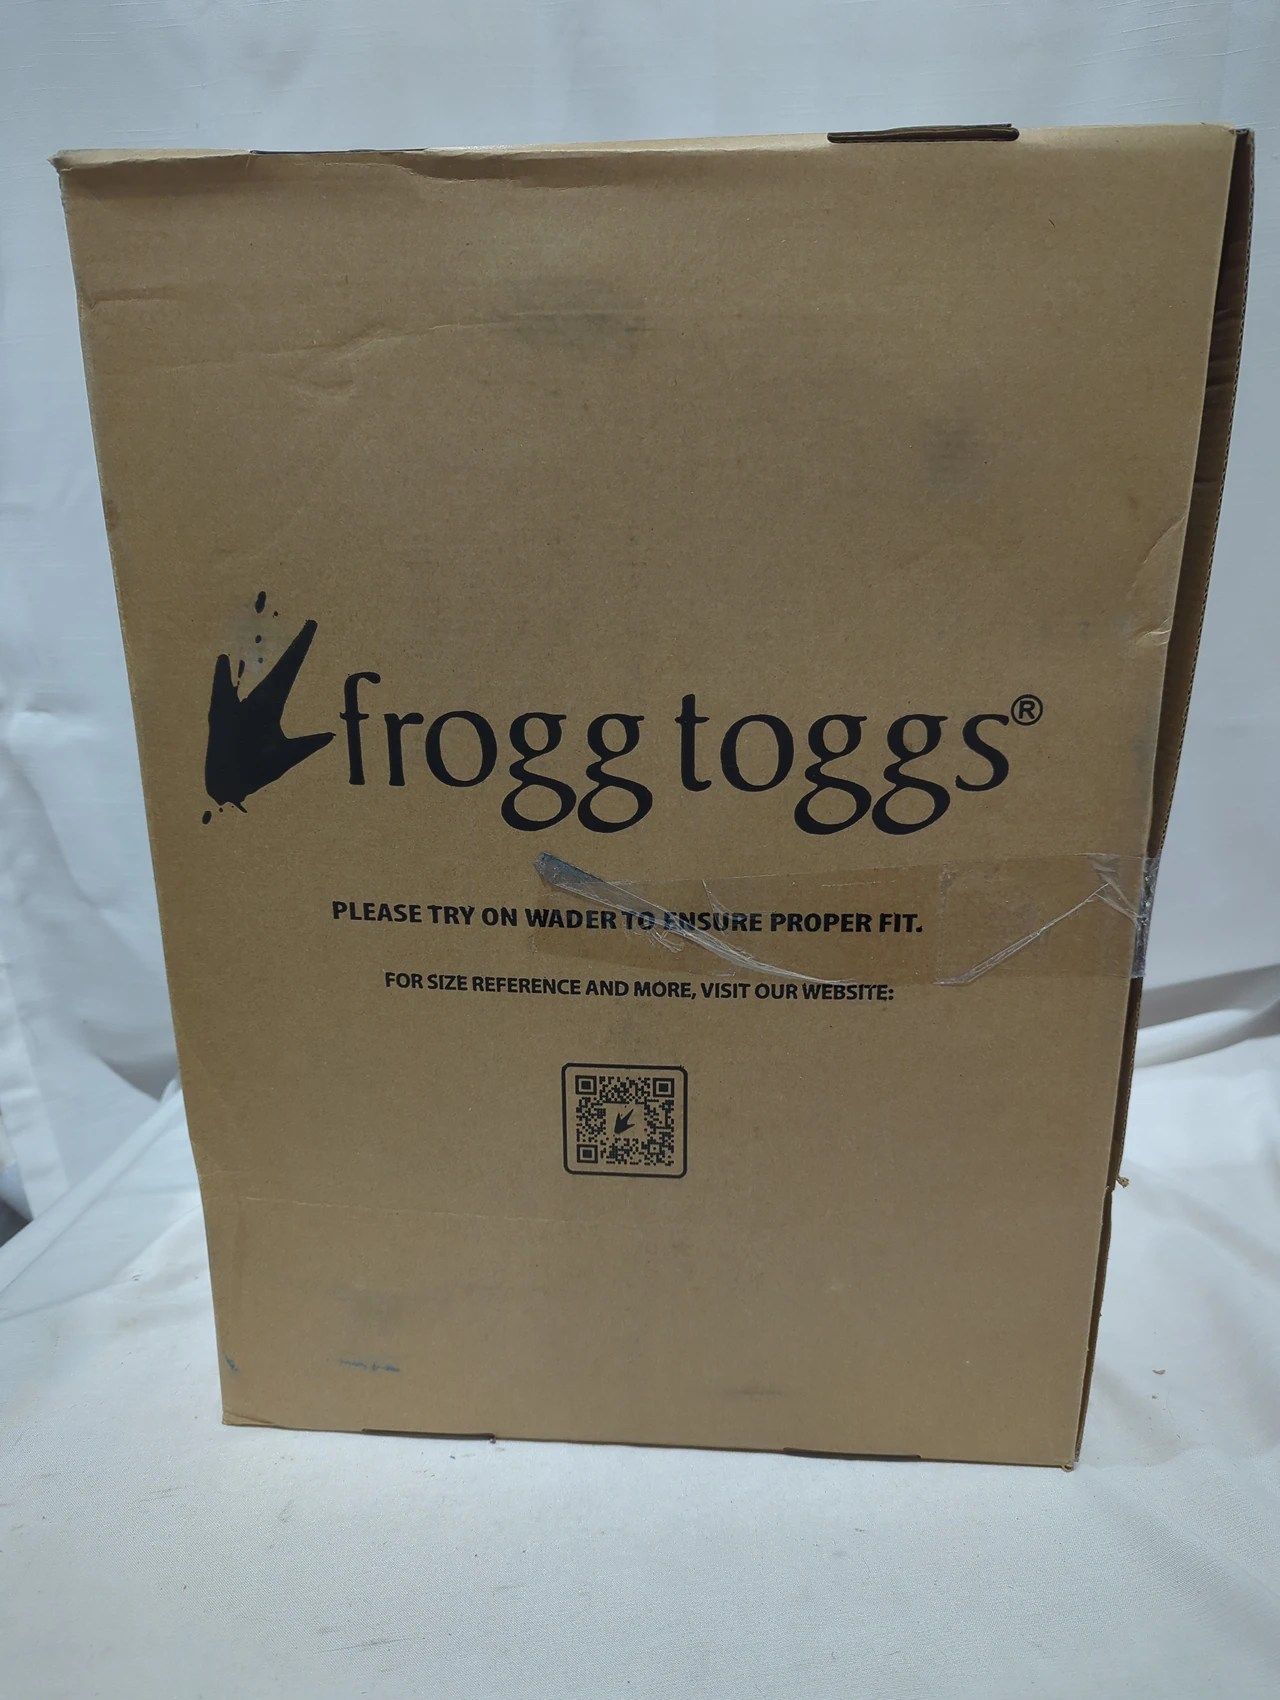 frogg toggs®
PLEASE TRY ON WADER TO ENSURE PROPER FIT.
FOR SIZE REFERENCE AND MORE, VISIT OUR WEBSITE: